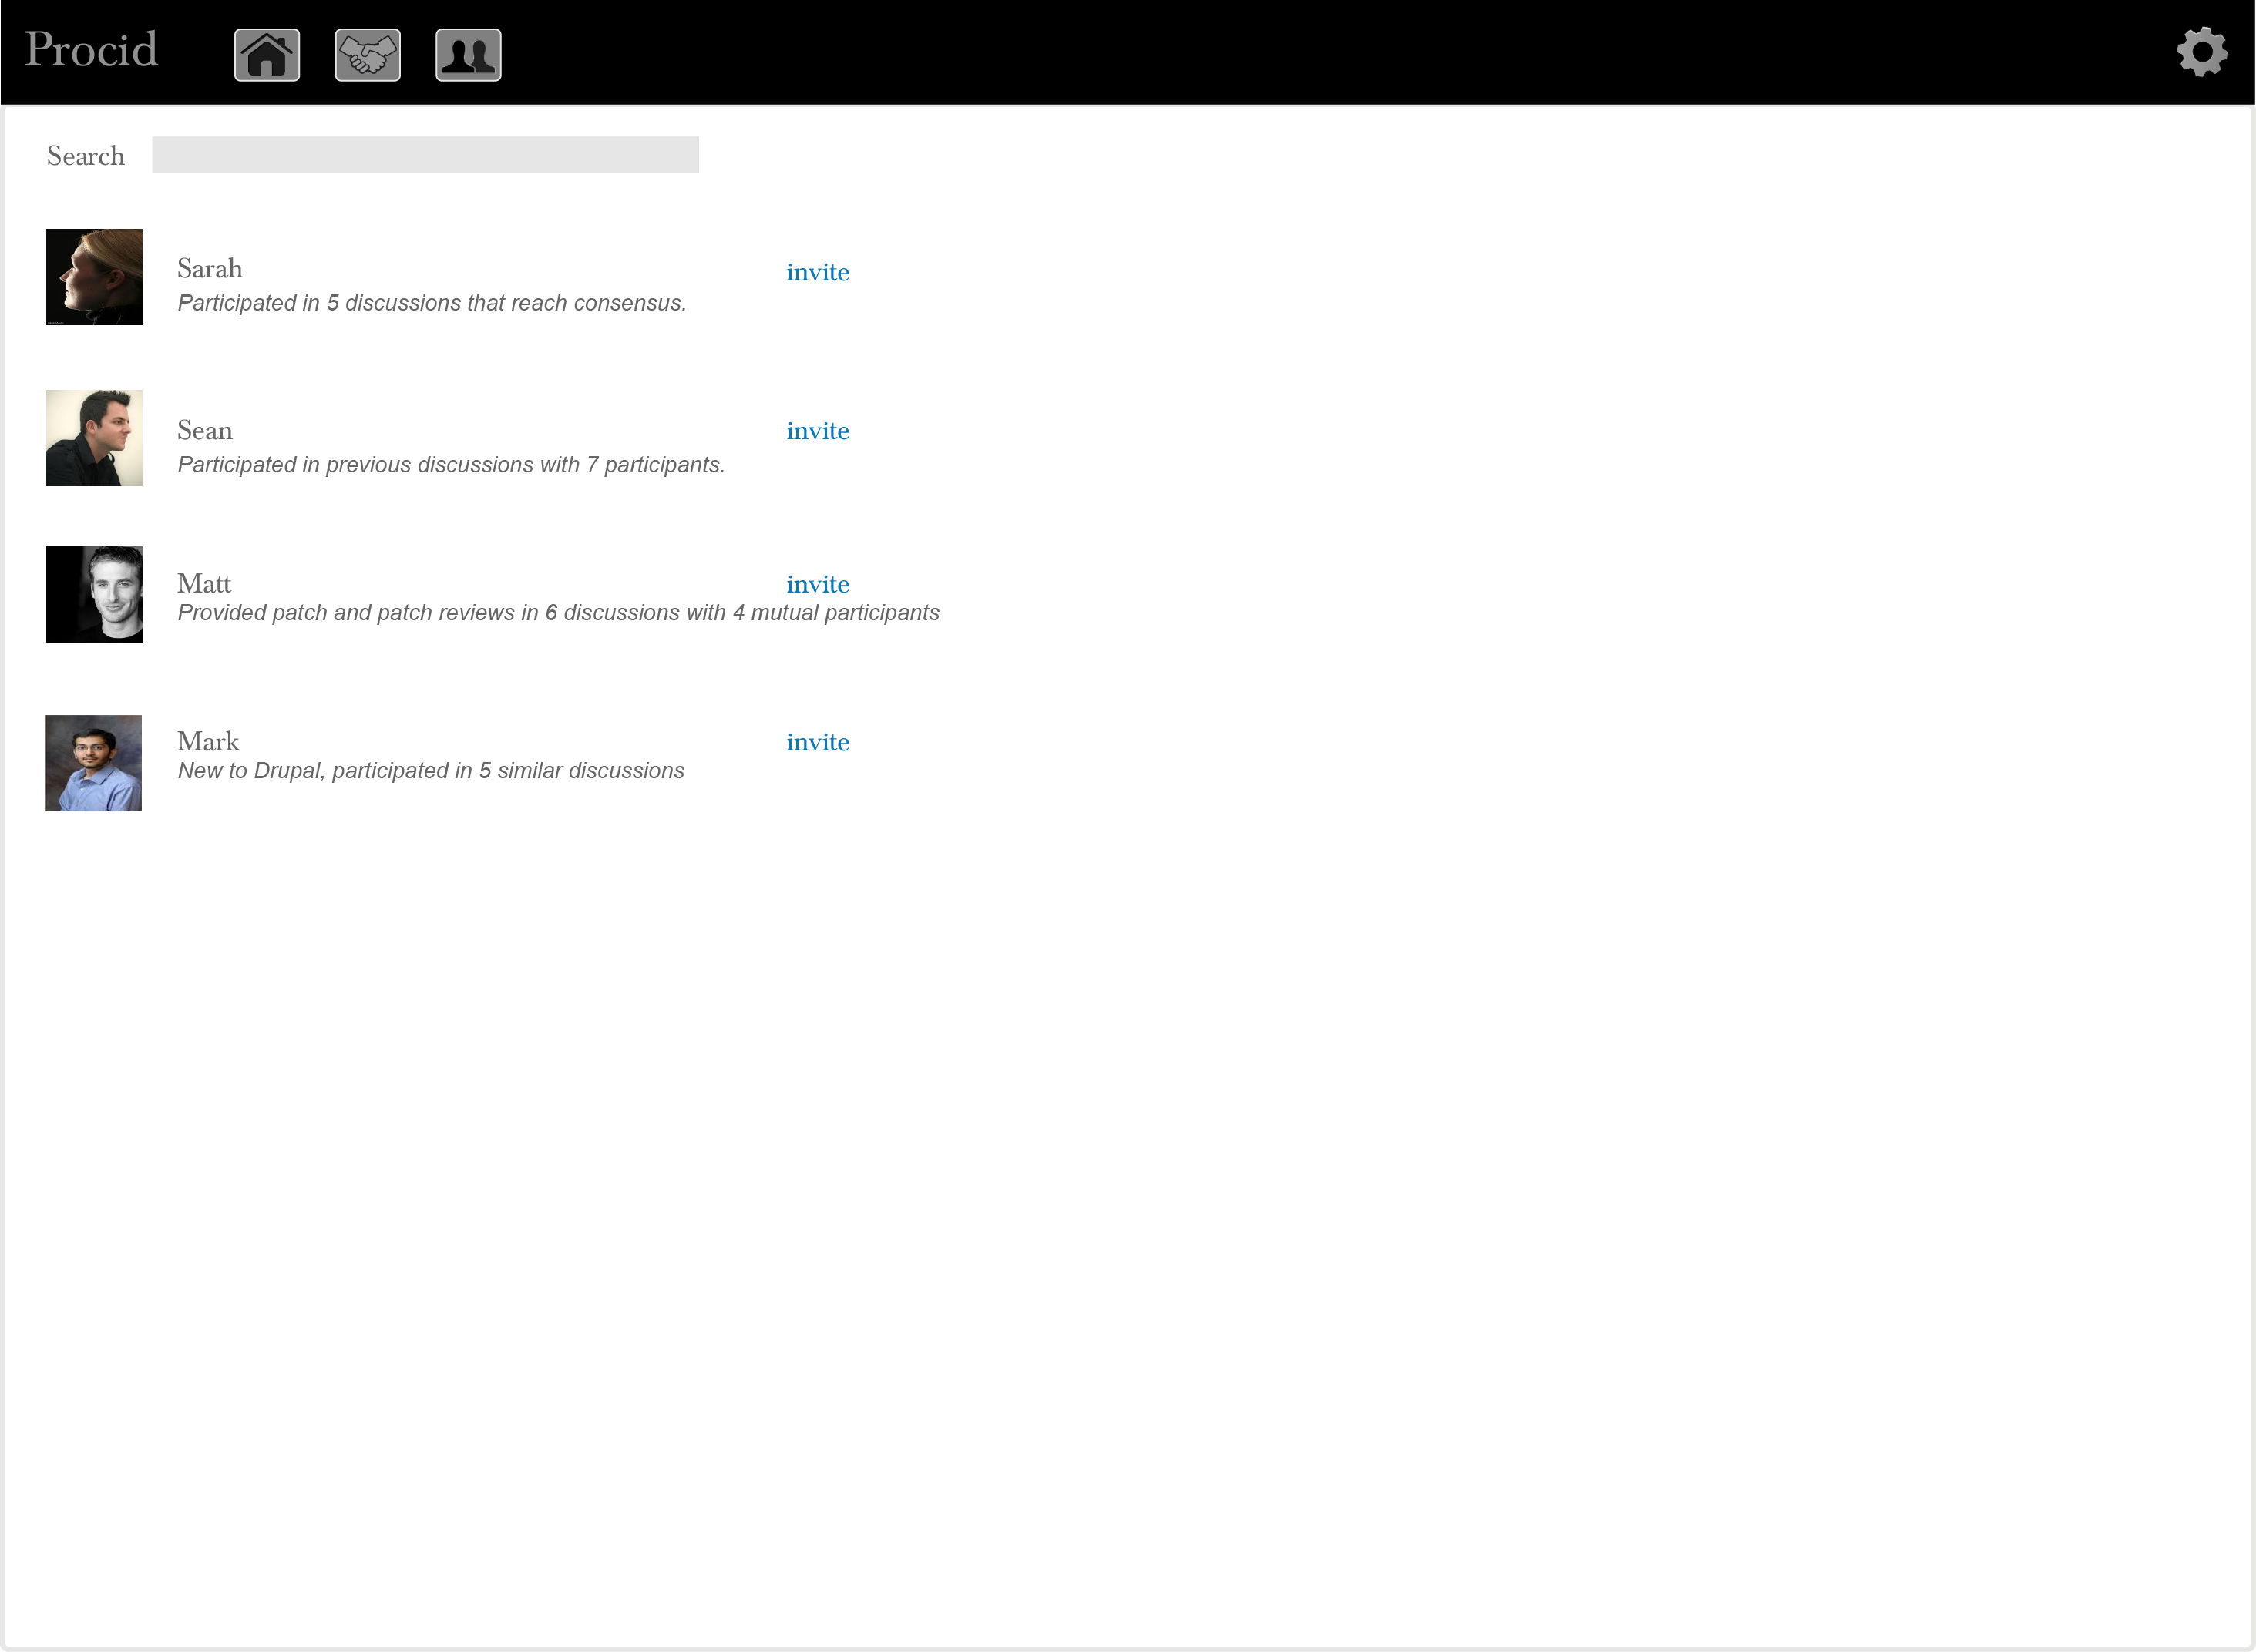 Procid
Search
Sarah
invite
Participated in 5 discussions that reach consensus.
Sean
invite
Participated in previous discussions with 7 participants.
Matt
invite
Provided patch and patch reviews in 6 discussions with 4 mutual participants
Mark
invite
New to Drupal, participated in 5 similar discussions